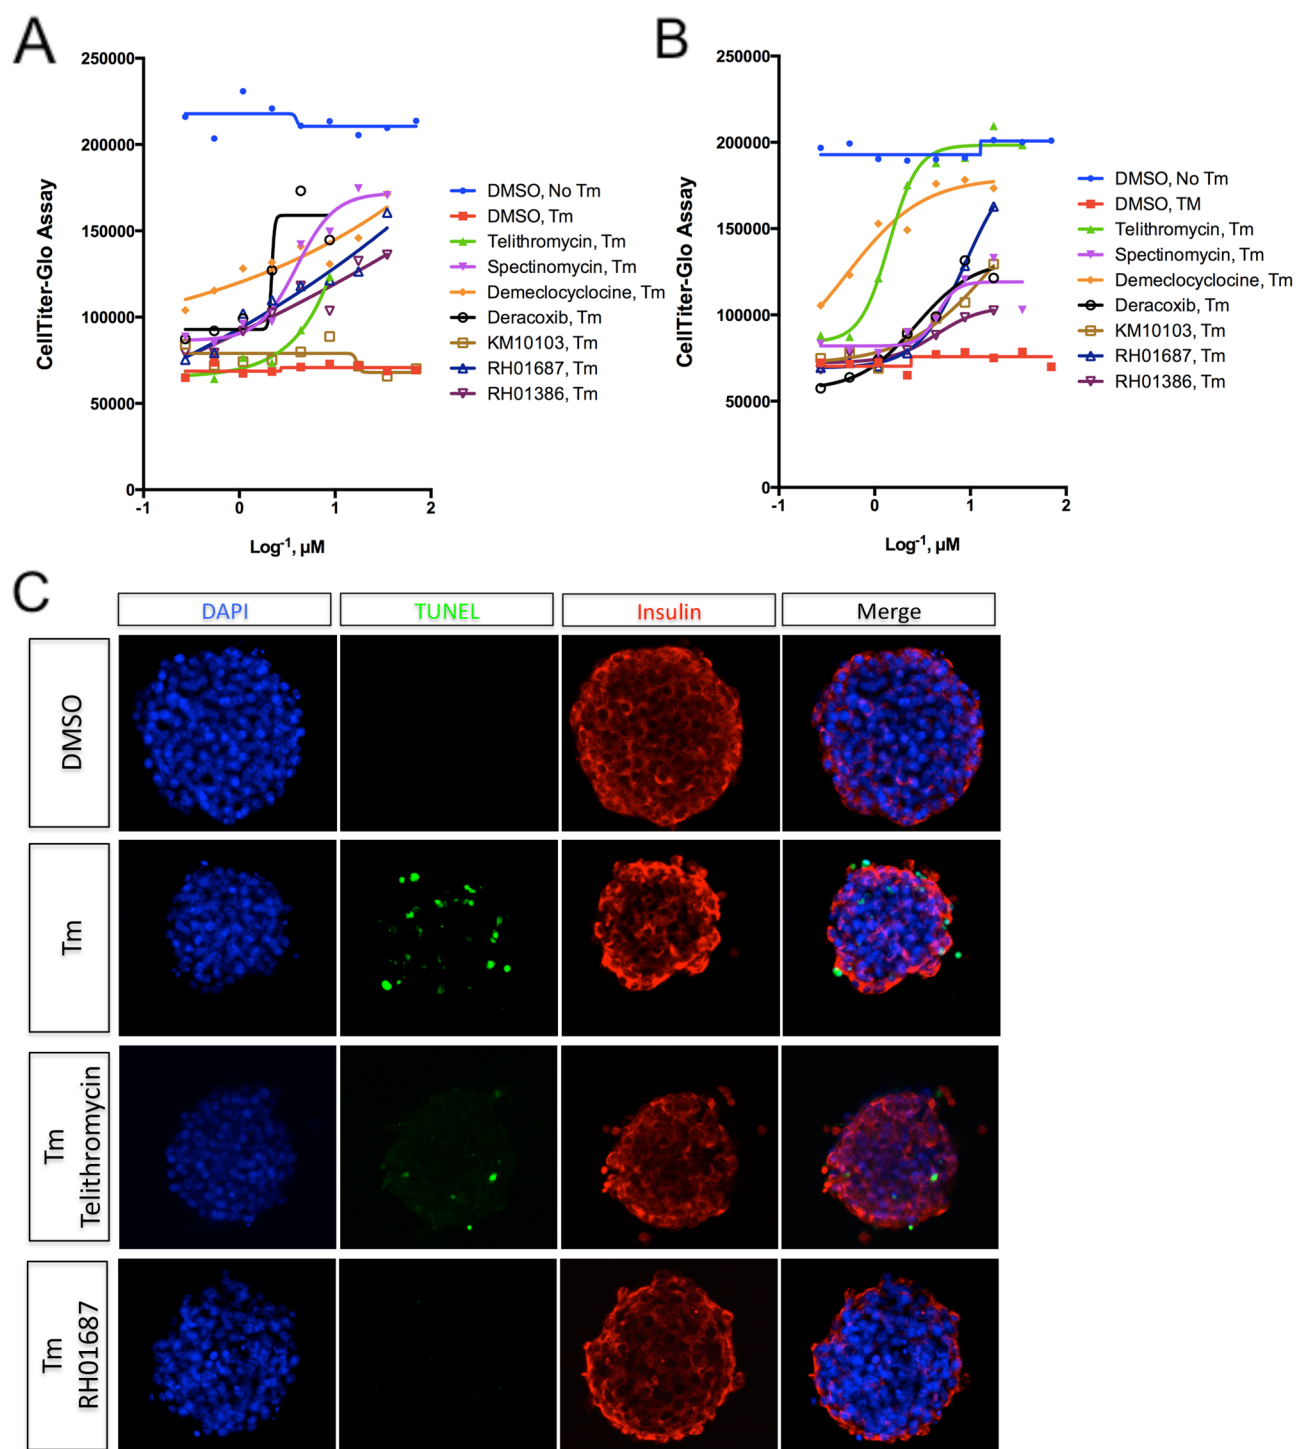 A
250000
200000
150000
100000
50000
0
-1
0
1
2
CellTiter-Glo Assay
Log-1, µM
DMSO, No Tm
DMSO, Tm
Telithromycin, Tm
Spectinomycin, Tm
Demeclocyclocine, Tm
Deracoxib, Tm
KM10103, Tm
RH01687, Tm
RH01386, Tm
B
250000
200000
150000
100000
50000
0
-1
0
1
2
CellTiter-Glo Assay
Log-1, µM
DMSO, No Tm
DMSO, TM
Telithromycin, Tm
Spectinomycin, Tm
Demeclocyclocine, Tm
Deracoxib, Tm
KM10103, Tm
RH01687, Tm
RH01386, Tm
C
DAPI
TUNEL
Insulin
Merge
DMSO
Tm
Tm
Telithromycin
Tm
RH01687